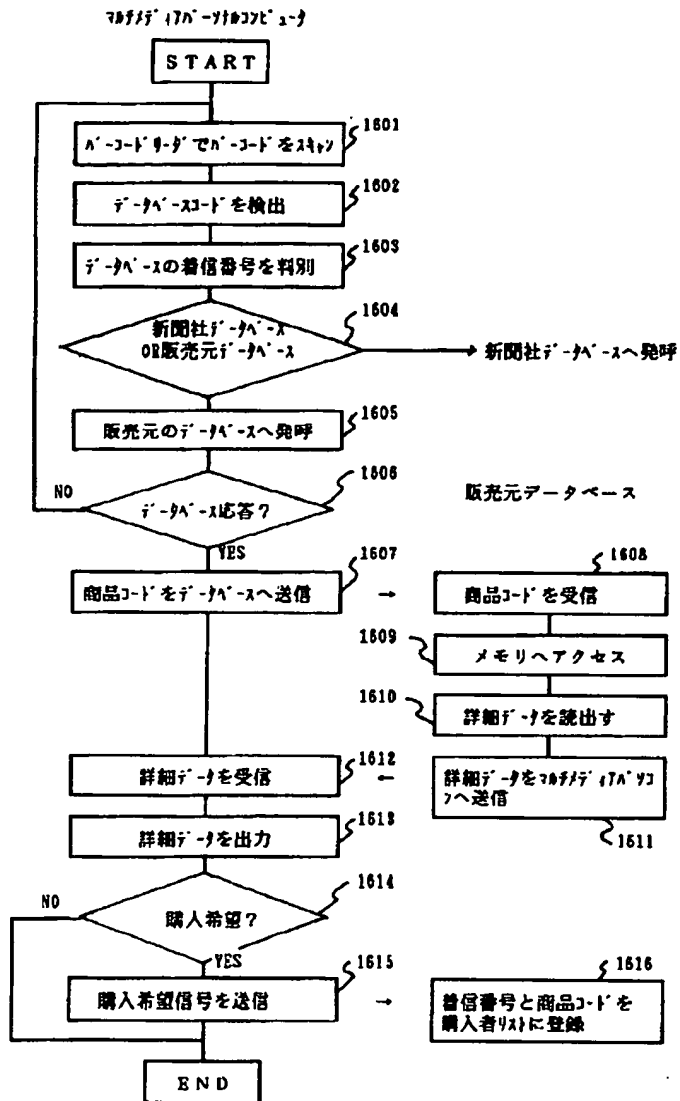 マルチメディアパーソナルコンピュータ
START
1601
バーコードリーダでバーコードをスキャン
1602
データベースコードを検出
1603
データベースの着信番号を判別
1604
新聞社データベース
OR販売元データベース
新聞社データベースへ発呼
1605
販売元のデータベースへ発呼
1606
NO
データベース応答?
YES
販売元データベース
1607
商品コードをデータベースへ送信
→
1608
商品コードを受信
1609
メモリへアクセス
1610
詳細データを読出す
1612
詳細データを受信
←
詳細データをマルチメディアパソコ
ンへ送信
1611
1613
詳細データを出力
1614
NO
購入希望?
YES
1615
購入希望信号を送信
→
1616
着信番号と商品コードを
購入者リストに登録
END